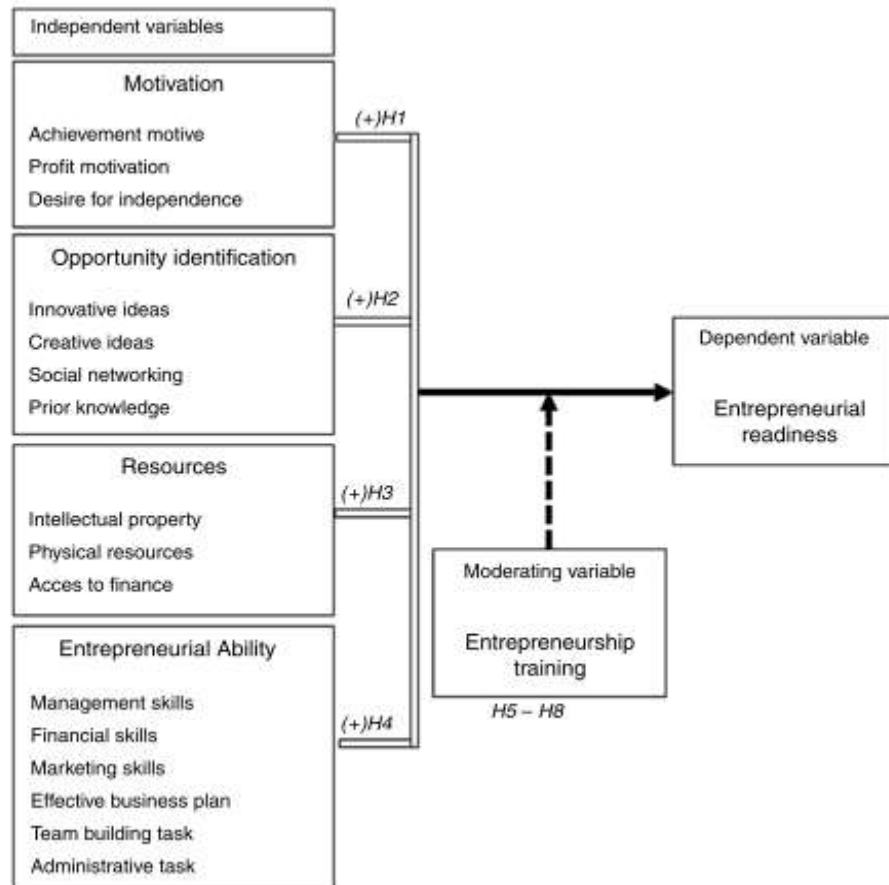 Independent variables
Motivation
Achievement motive
Profit motivation
Desire for independence
(+)H1
Opportunity identification
Innovative ideas
Creative ideas
Social networking
Prior knowledge
(+)H2
Resources
Intellectual property
Physical resources
Acces to finance
(+)H3
Entrepreneurial Ability
Management skills
Financial skills
Marketing skills
Effective business plan
Team building task
Administrative task
(+)H4
Moderating variable
Entrepreneurship
training
H5 – H8
Dependent variable
Entrepreneurial
readiness